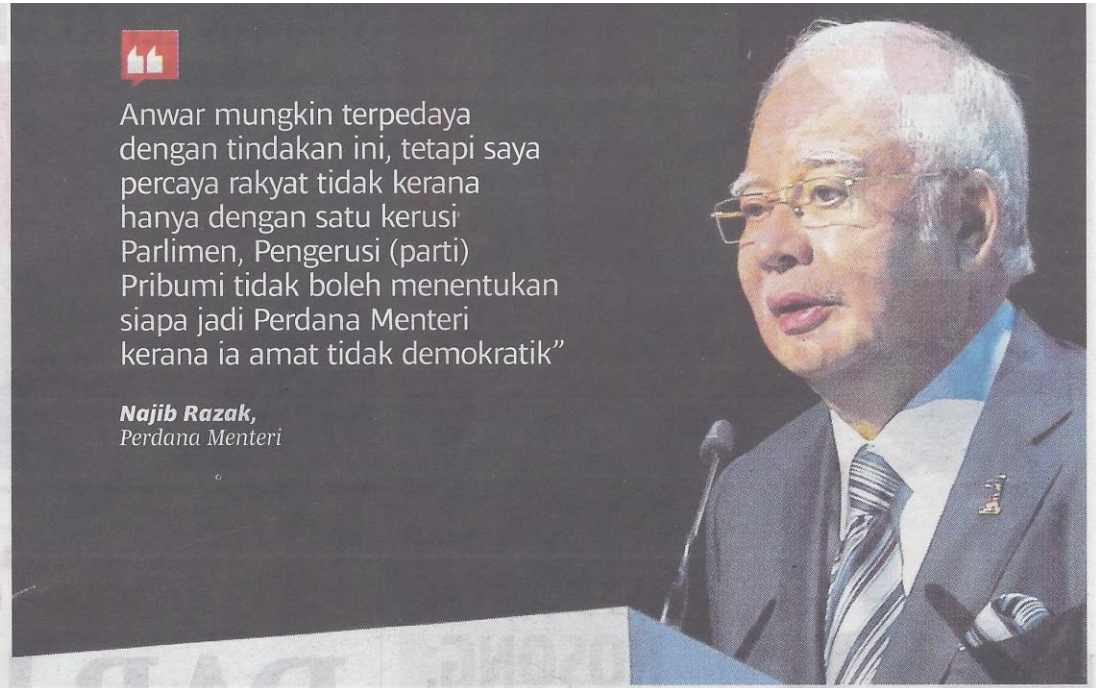 Anwar mungkin terpedaya
dengan tindakan ini, tetapi saya
percaya rakyat tidak kerana
hanya dengan satu kerusi
Parlimen, Pengerusi (parti)
Pribumi tidak boleh menentukan
siapa jadi Perdana Menteri
kerana ia amat tidak demokratik”
Najib Razak,
Perdana Menteri